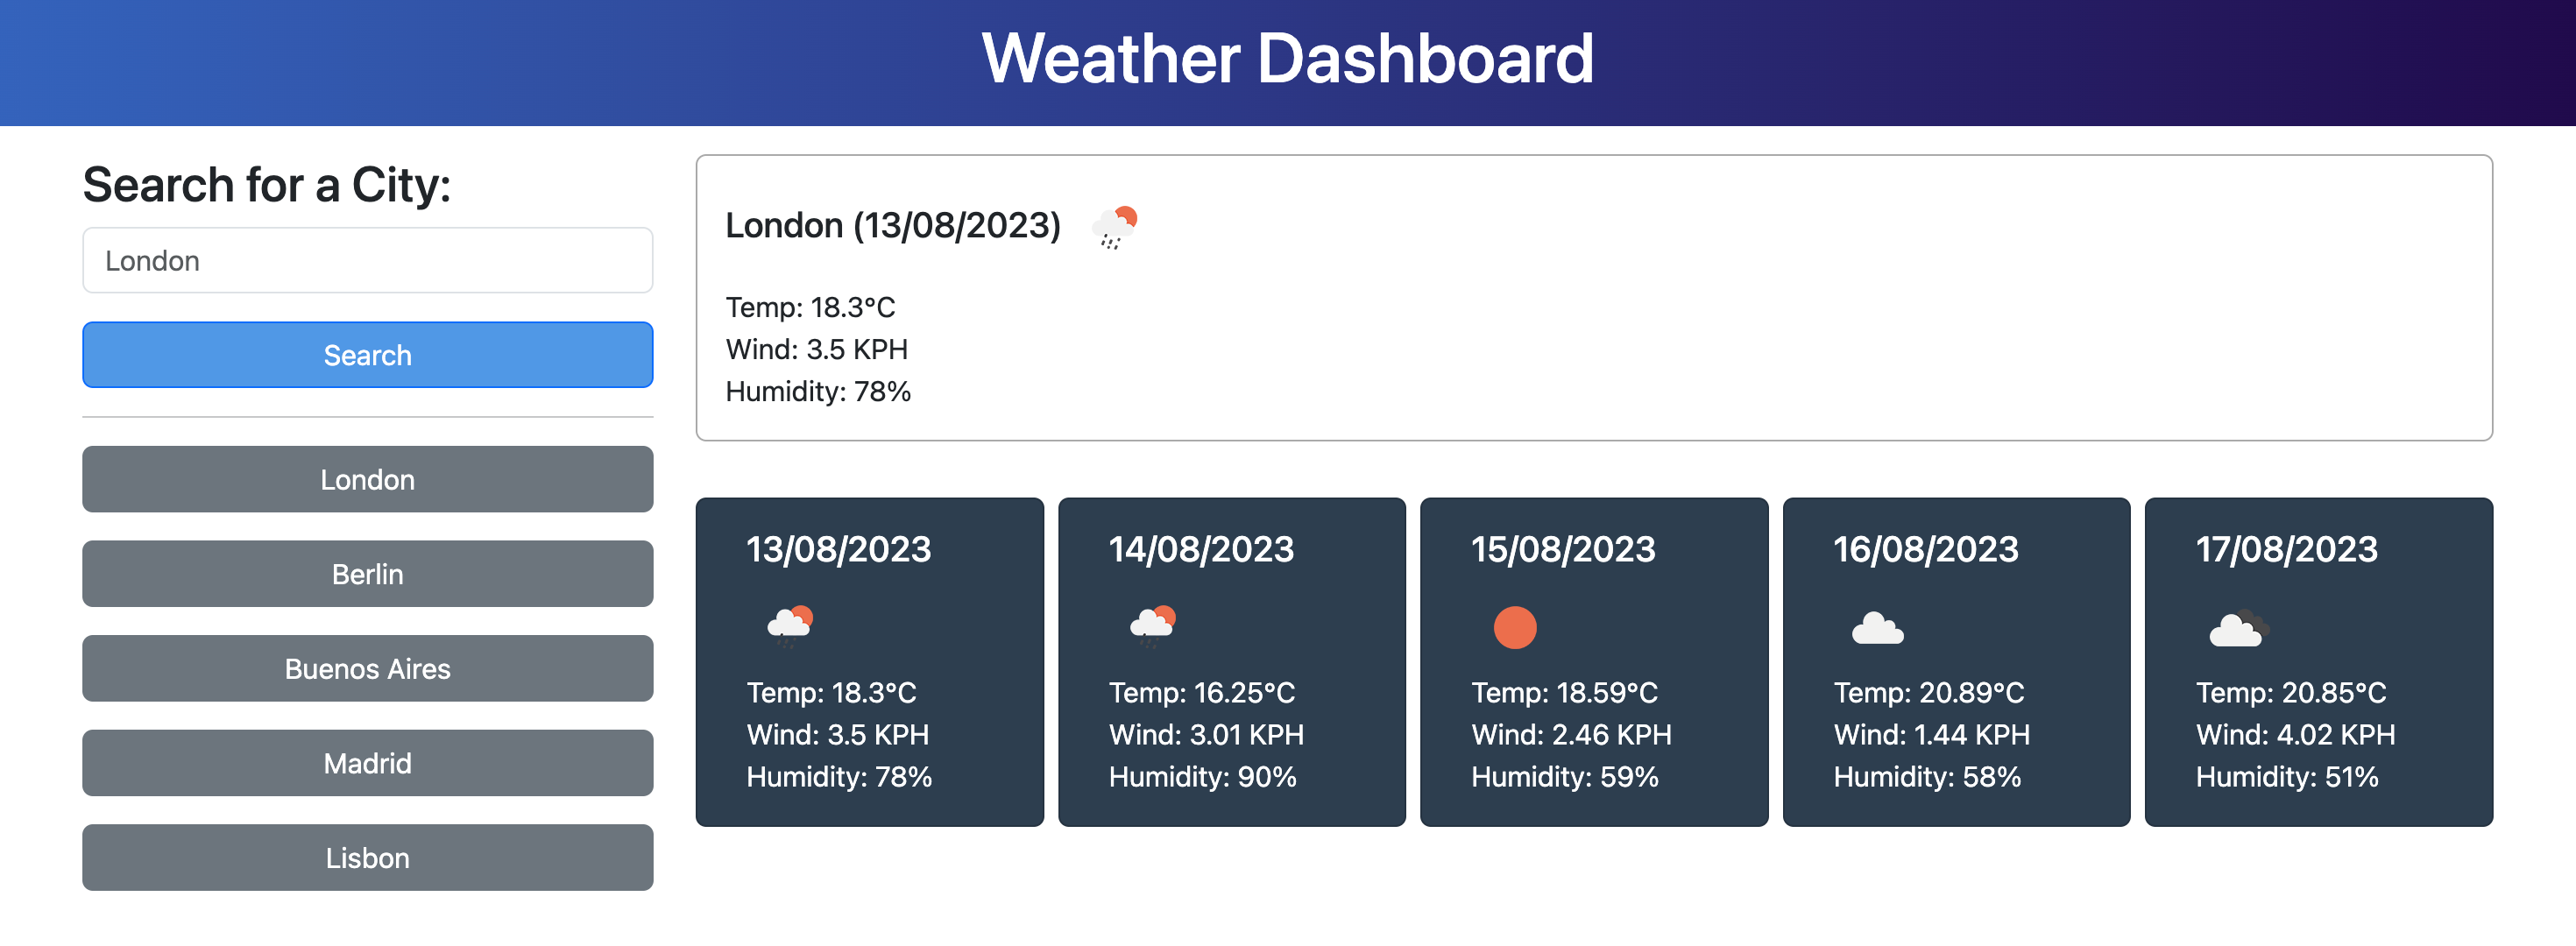 Weather Dashboard
Search for a City:
London
Search
London
Berlin
Buenos Aires
Madrid
Lisbon
London (13/08/2023)
Temp: 18.3°C
Wind: 3.5 KPH
Humidity: 78%
13/08/2023
Temp: 18.3°C
Wind: 3.5 KPH
Humidity: 78%
14/08/2023
Temp: 16.25°C
Wind: 3.01 KPH
Humidity: 90%
15/08/2023
Temp: 18.59°C
Wind: 2.46 KPH
Humidity: 59%
16/08/2023
Temp: 20.89°C
Wind: 1.44 KPH
Humidity: 58%
17/08/2023
Temp: 20.85°C
Wind: 4.02 KPH
Humidity: 51%